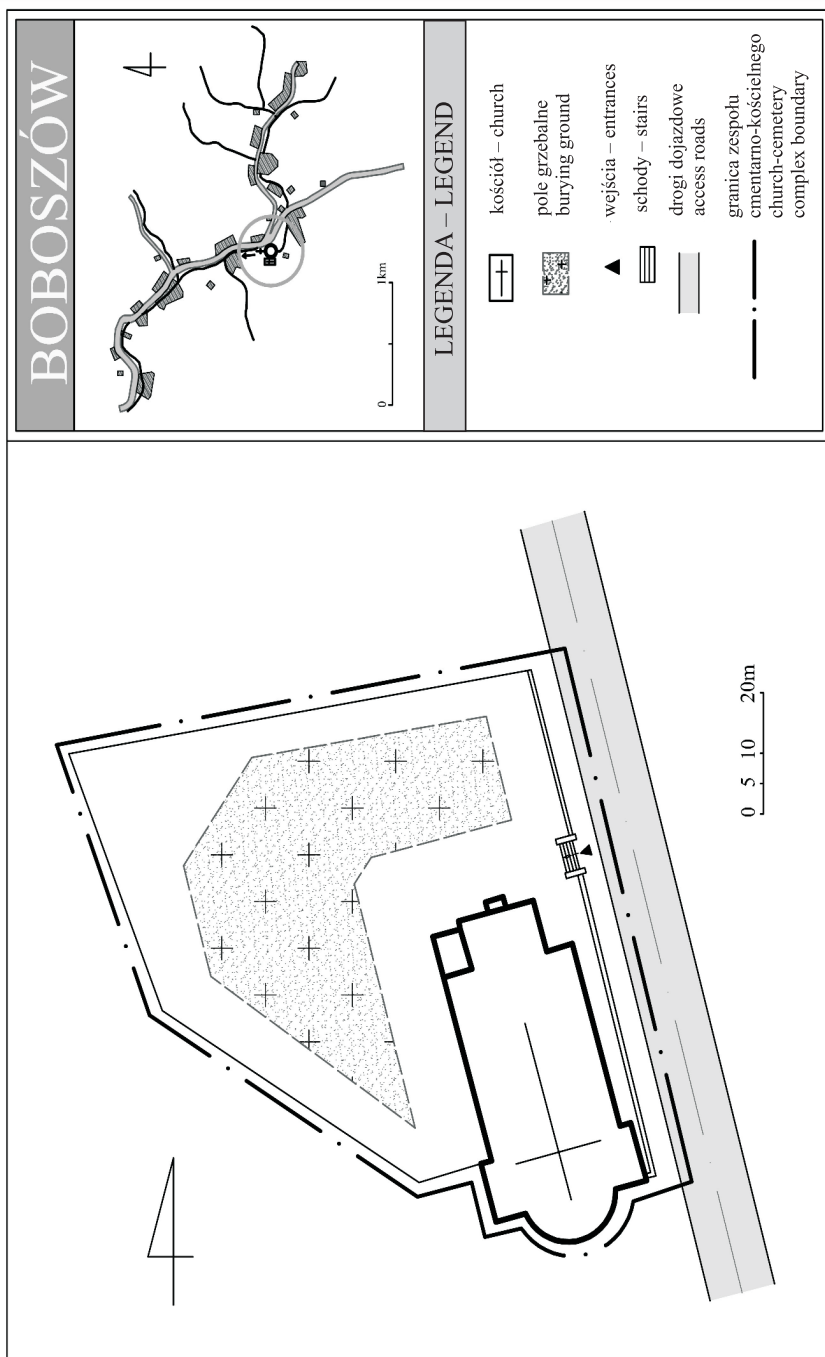 BOBOSZÓW
0 1km
LEGENDA – LEGEND
kościół – church
pole grzebalne
burying ground
wejścia – entrances
schody – stairs
drogi dojazdowe
access roads
granica zespołu
cmentarno-kościelnego
church-cemetery
complex boundary
0 5 10 20m